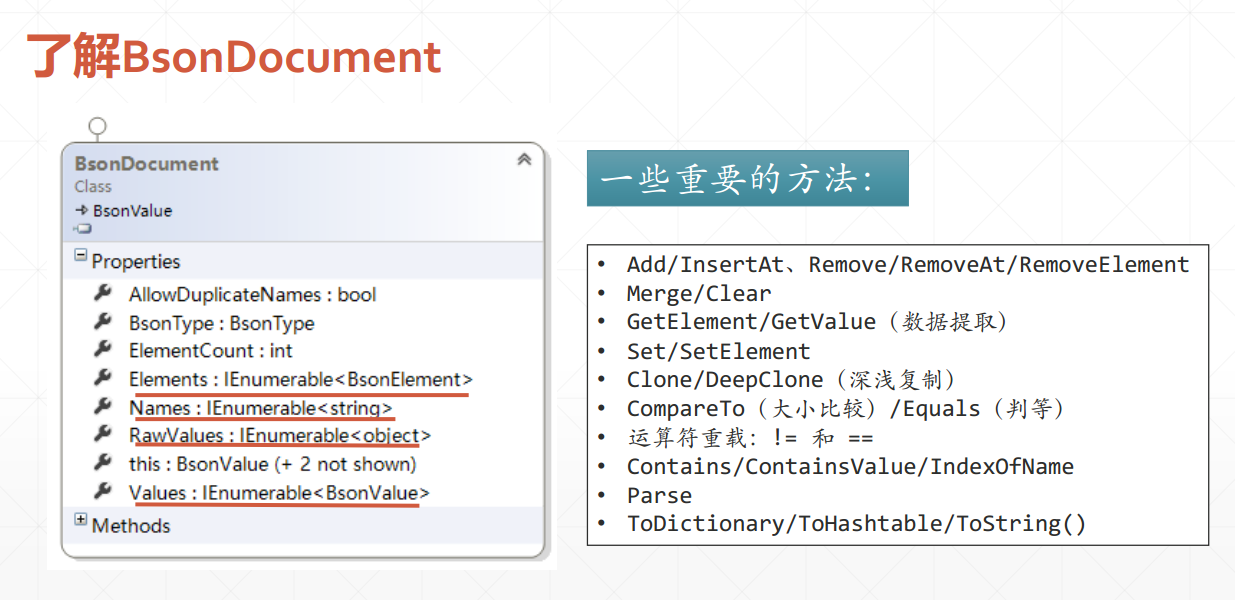 了解BsonDocument
BsonDocument
Class
BsonValue
Properties
AllowDuplicateNames : bool
BsonType : BsonType
ElementCount : int
Elements : IEnumerable<BsonElement>
Names : IEnumerable<string>
RawValues : IEnumerable<object>
this : BsonValue (+ 2 not shown)
Values : IEnumerable<BsonValue>
Methods
一些重要的方法：
• Add/InsertAt、Remove/RemoveAt/RemoveElement
• Merge/Clear
• GetElement/GetValue（数据提取）
• Set/SetElement
• Clone/DeepClone（深浅复制）
• CompareTo（大小比较）/Equals（判等）
• 运算符重载：!= 和 ==
• Contains/ContainsValue/IndexOfName
• Parse
• ToDictionary/ToHashtable/ToString()